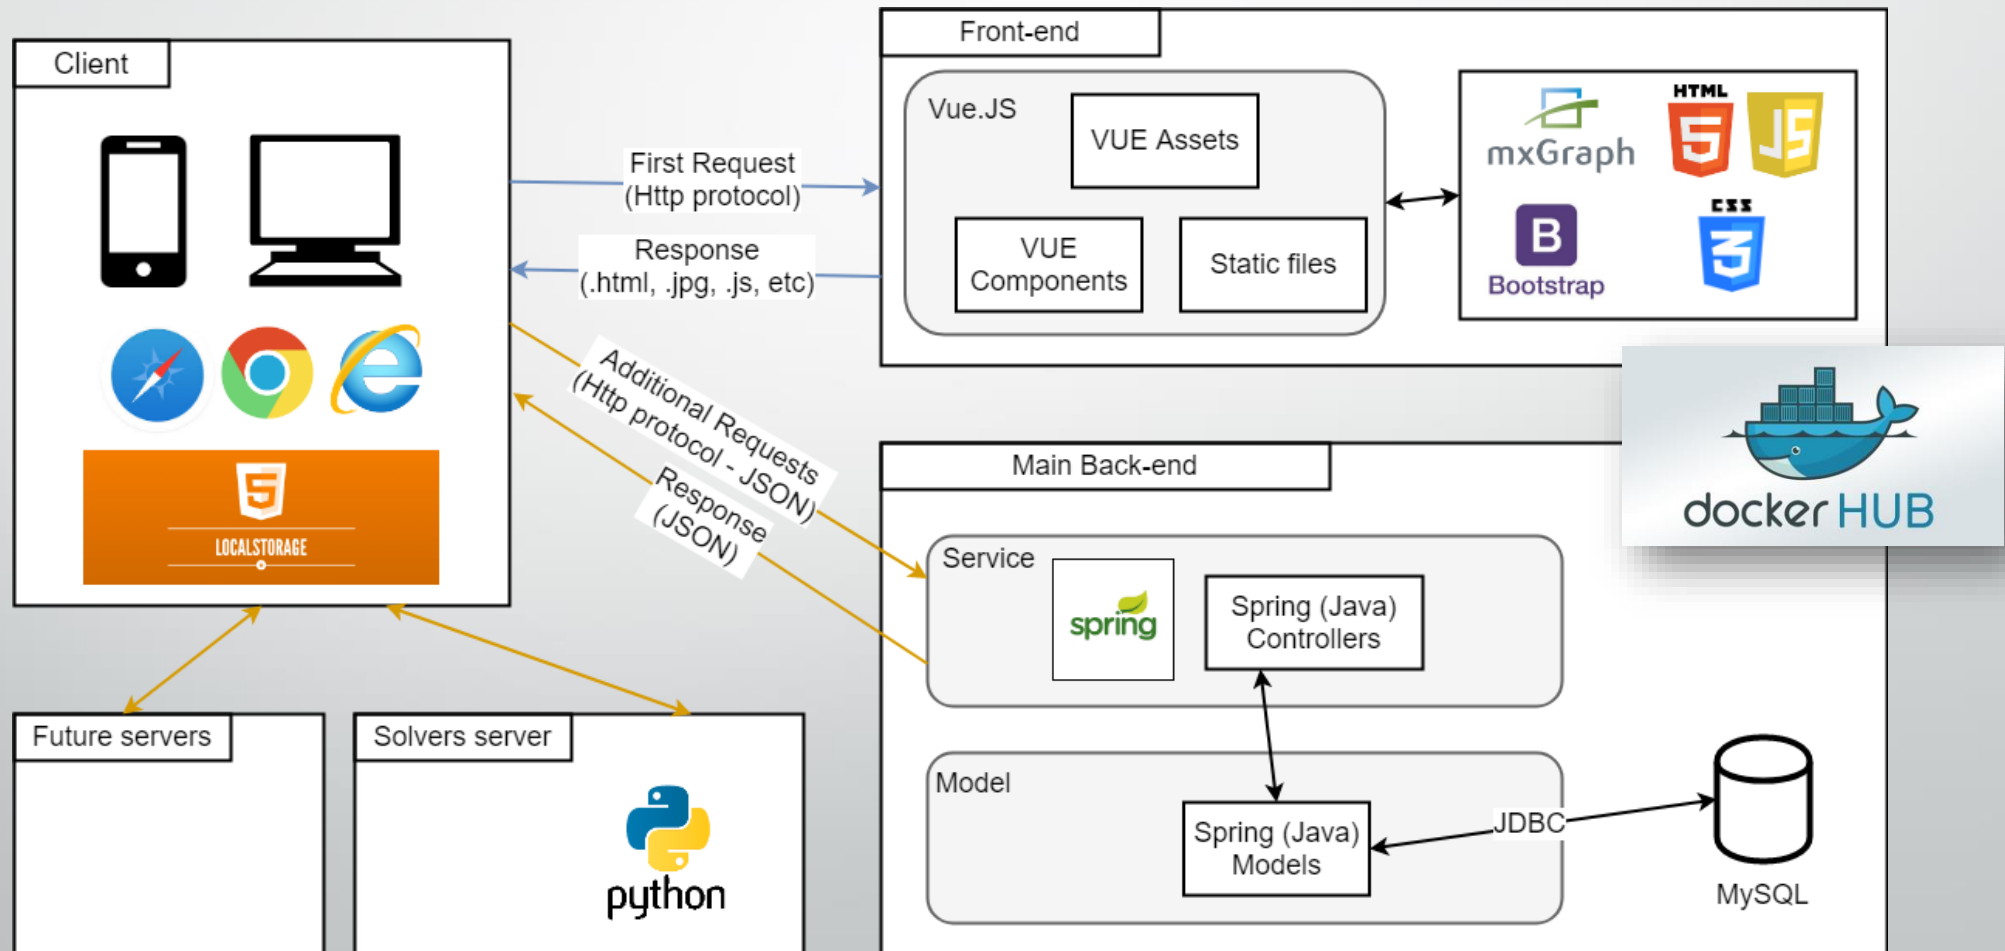 Client
LOCALSTORAGE
First Request
(Http protocol)
Response
(.html, .jpg, .js, etc)
Additional Requests
(Http protocol - JSON)
Response
(JSON)
Front-end
Vue.JS
VUE Assets
VUE
Components
Static files
mxGraph
HTML
5
JS
B
Bootstrap
CSS
3
docker HUB
Main Back-end
Service
spring
Spring (Java)
Controllers
Model
Spring (Java)
Models
JDBC
MySQL
Future servers
Solvers server
python